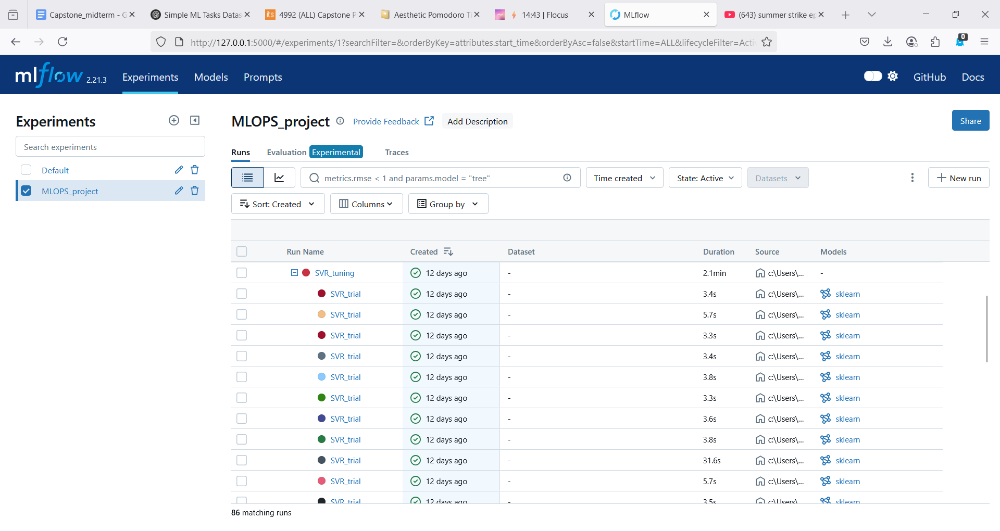 Capstone_midterm - G
Simple ML Tasks Datas
its 4992 (ALL) Capstone P
Aesthetic Pomodoro Ti
14:43 | Flocus
MLflow
(643) summer strike ep
http://127.0.0.1:5000/#/experiments/1?searchFilter=&orderByKey=attributes.start_time&orderByAsc=false&startTime=ALL&lifecycleFilter=Activ
0
mlflow 2.21.3
Experiments
Models
Prompts
GitHub
Docs
Experiments
Search experiments
Default
MLOPS_project
MLOPS_project
Provide Feedback
Add Description
Share
Runs
Evaluation Experimental
Traces
metrics.rmse < 1 and params.model = "tree"
Time created
State: Active
Datasets
New run
Sort: Created
Columns
Group by
Run Name Created Dataset Duration Source Models
SVR_tuning 12 days ago - 2.1min c:\Users\... -
SVR_trial 12 days ago - 3.4s c:\Users\... sklearn
SVR_trial 12 days ago - 5.7s c:\Users\... sklearn
SVR_trial 12 days ago - 3.3s c:\Users\... sklearn
SVR_trial 12 days ago - 3.4s c:\Users\... sklearn
SVR_trial 12 days ago - 3.8s c:\Users\... sklearn
SVR_trial 12 days ago - 3.3s c:\Users\... sklearn
SVR_trial 12 days ago - 3.6s c:\Users\... sklearn
SVR_trial 12 days ago - 3.8s c:\Users\... sklearn
SVR_trial 12 days ago - 31.6s c:\Users\... sklearn
SVR_trial 12 days ago - 5.7s c:\Users\... sklearn
SVR_trial 12 days ago - 3.5s c:\Users\... sklearn
86 matching runs